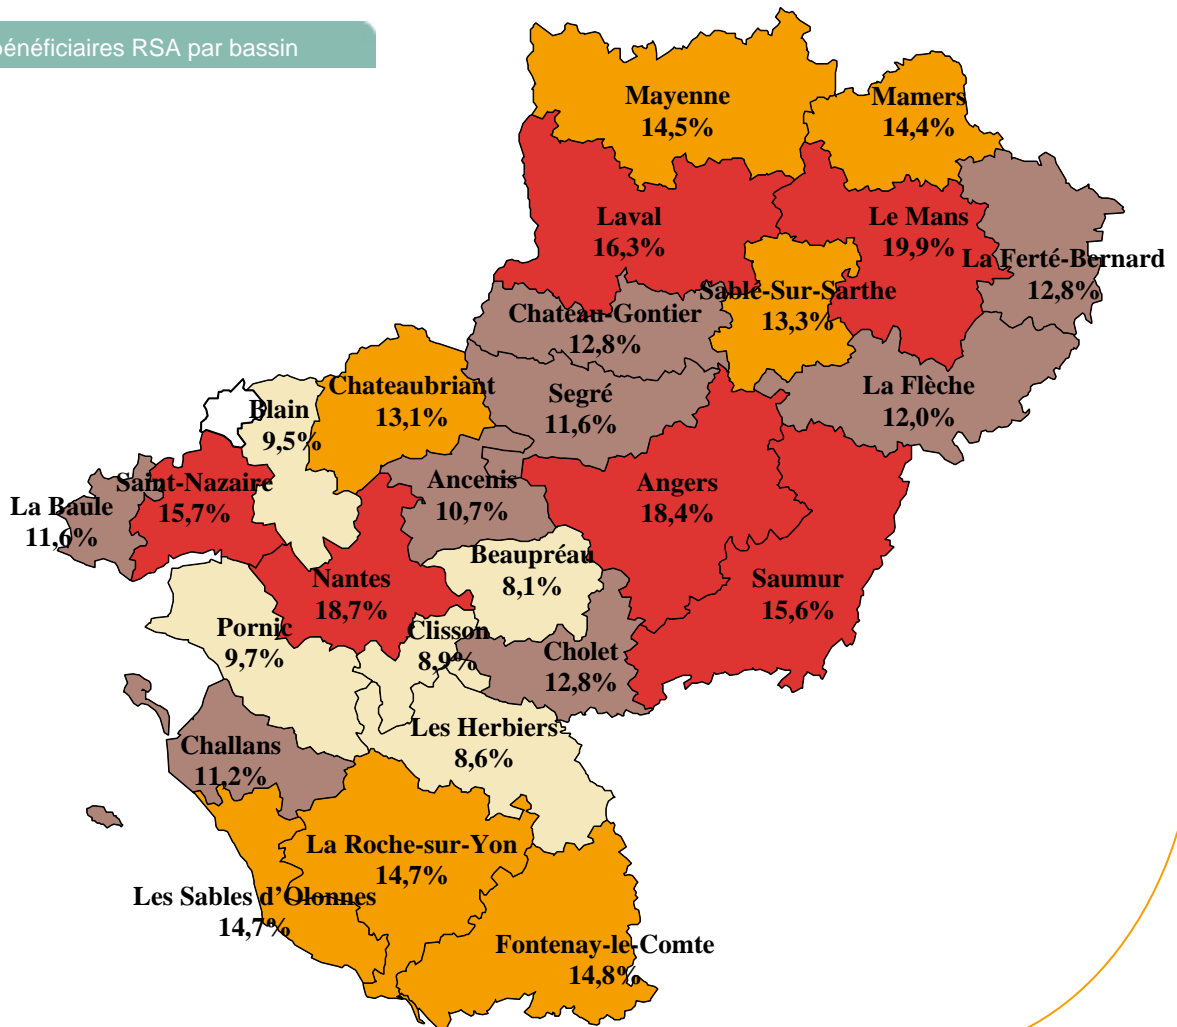 bénéficiaires RSA par bassin
Mayenne
14,5%
Mamers
14,4%
Laval
16,3%
Le Mans
19,9%
La Ferté-Bernard
12,8%
Sablé-Sur-Sarthe
13,3%
Chateau-Gontier
12,8%
Chateaubriant
13,1%
Segré
11,6%
La Flèche
12,0%
Blain
9,5%
Saint-Nazaire
15,7%
La Baule
11,6%
Ancenis
10,7%
Angers
18,4%
Beaupréau
8,1%
Nantes
18,7%
Saumur
15,6%
Pornic
9,7%
Clisson
8,9%
Cholet
12,8%
Les Herbiers
8,6%
Challans
11,2%
La Roche-sur-Yon
14,7%
Les Sables d'Olonnes
14,7%
Fontenay-le-Comte
14,8%